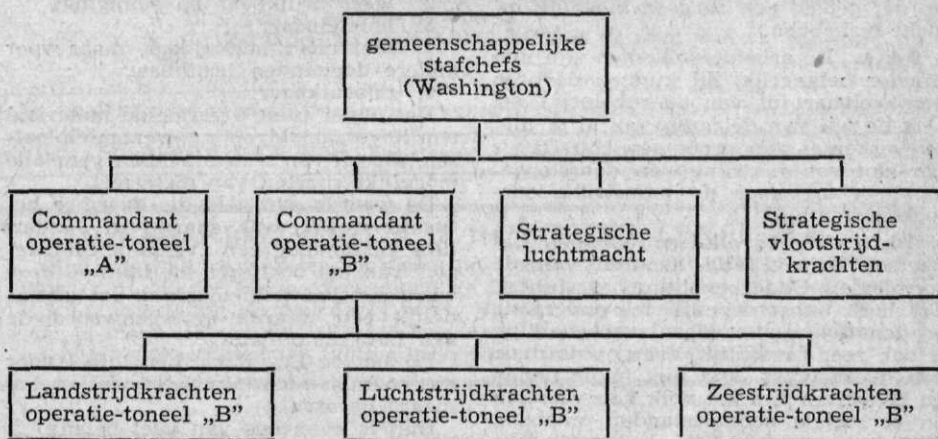 gemeenschappelijke
stafchefs
(Washington)
Commandant
operatie-toneel
„A”
Commandant
operatie-toneel
„B”
Strategische
luchtmacht
Strategische
vlootstrijd-
krachten
Landstrijdkrachten
operatie-toneel „B”
Luchtstrijdkrachten
operatie-toneel „B”
Zeestrijdkrachten
operatie-toneel „B”